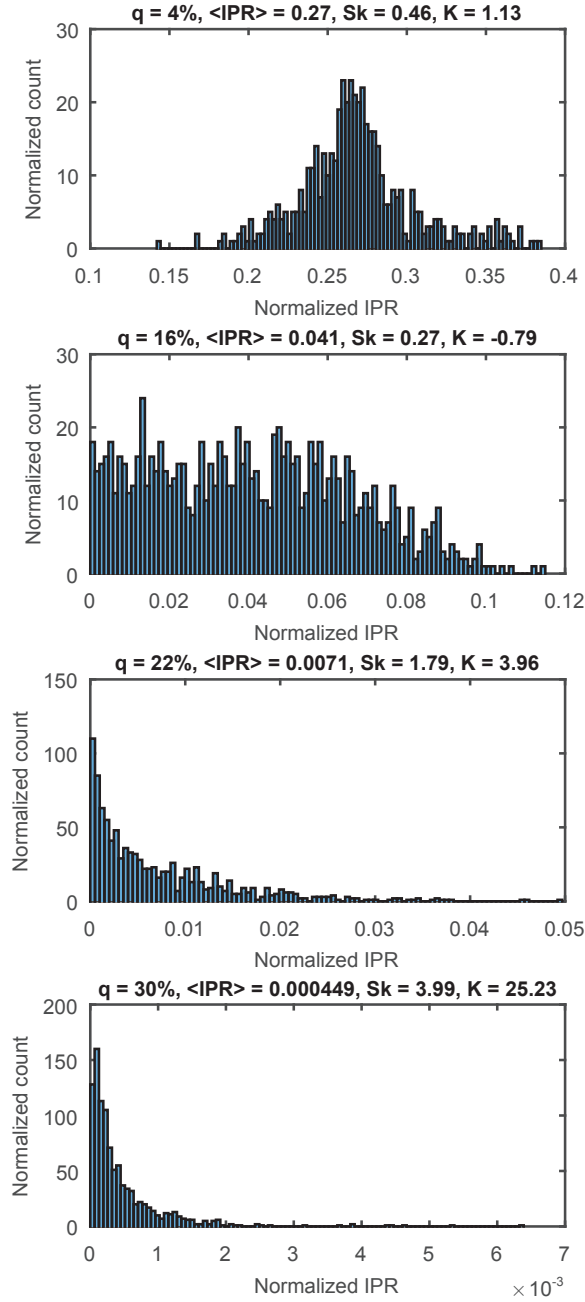 q = 4%, <IPR> = 0.27, Sk = 0.46, K = 1.13
30
20
10
0
Normalized count
0.1 0.15 0.2 0.25 0.3 0.35 0.4
Normalized IPR
q = 16%, <IPR> = 0.041, Sk = 0.27, K = -0.79
30
20
10
0
Normalized count
0 0.02 0.04 0.06 0.08 0.1 0.12
Normalized IPR
q = 22%, <IPR> = 0.0071, Sk = 1.79, K = 3.96
150
100
50
0
Normalized count
0 0.01 0.02 0.03 0.04 0.05
Normalized IPR
q = 30%, <IPR> = 0.000449, Sk = 3.99, K = 25.23
200
150
100
50
0
Normalized count
0 1 2 3 4 5 6 7
Normalized IPR × 10⁻³